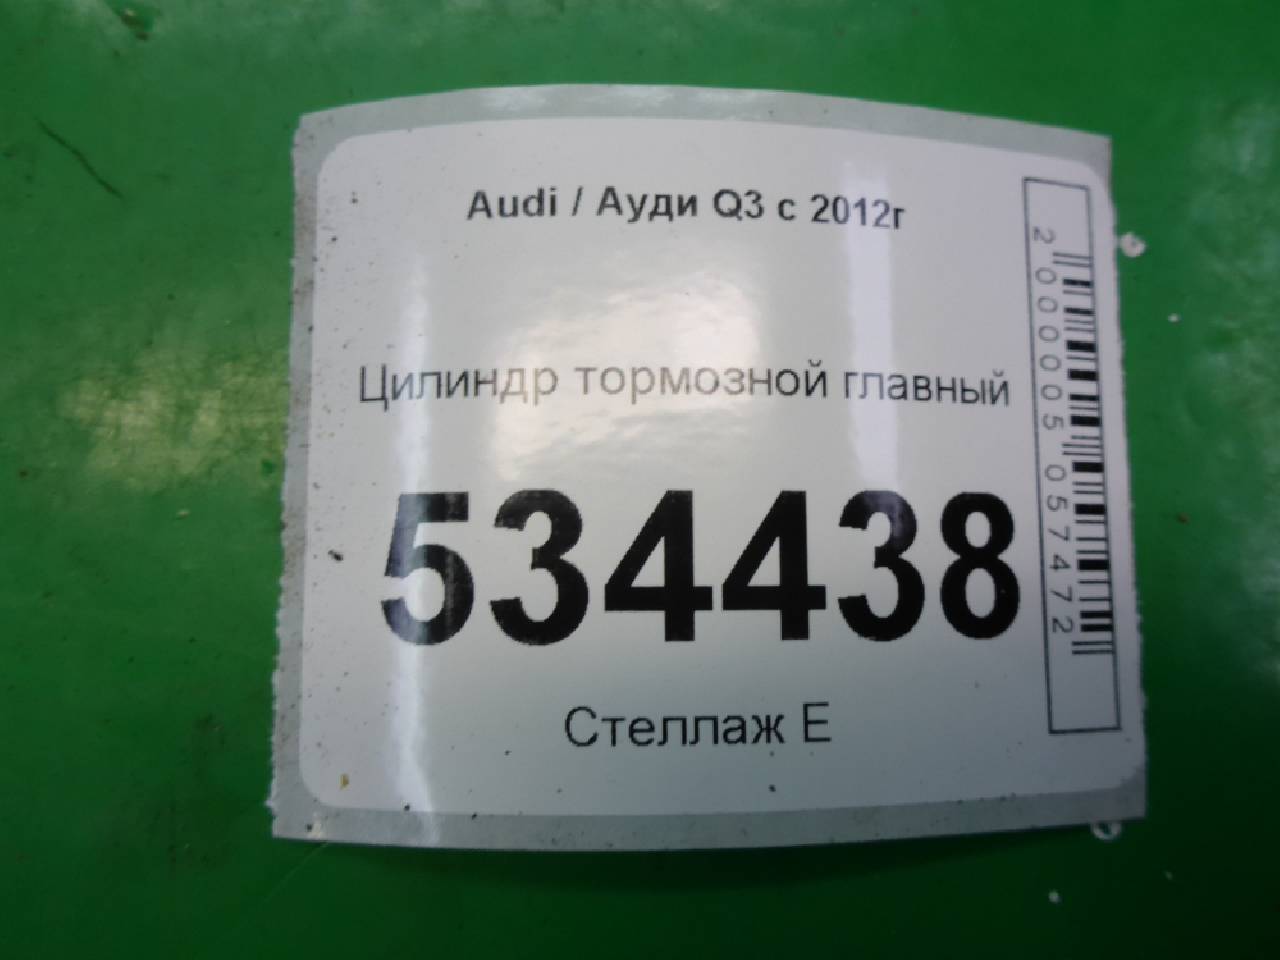 Audi / Ауди Q3 с 2012г
Цилиндр тормозной главный
534438
Стеллаж Е
2000005057472